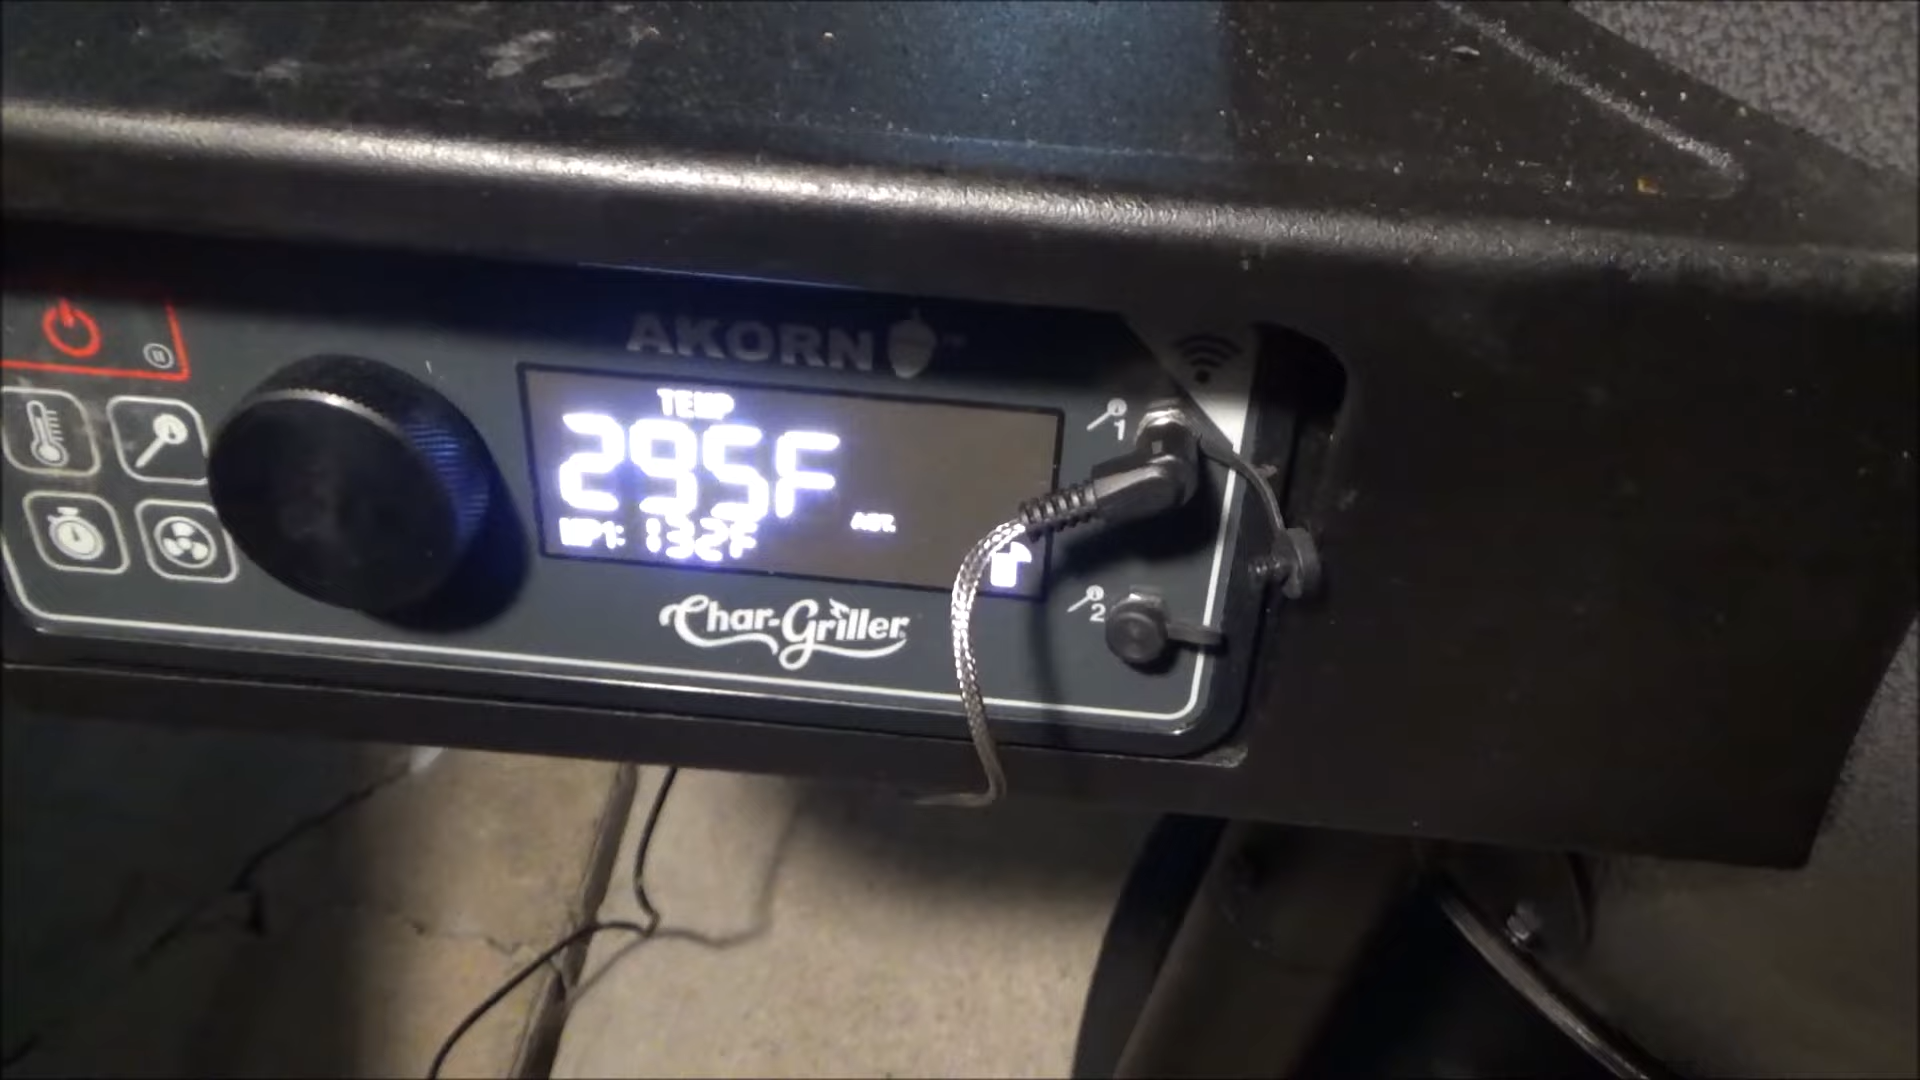 AKORN
TEMP
295F
MP1: 132F
ACT.
1
2
Char-Griller